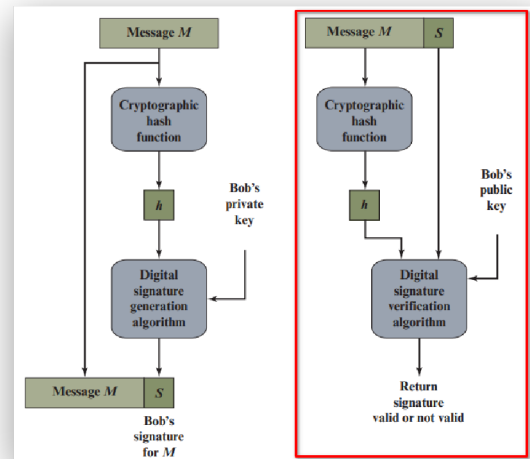 Message M
Cryptographic
hash
function
h
Bob's
private
key
Digital
signature
generation
algorithm
Message M
S
Bob's
signature
for M
Message M
S
Cryptographic
hash
function
h
Bob's
public
key
Digital
signature
verification
algorithm
Return
signature
valid or not valid